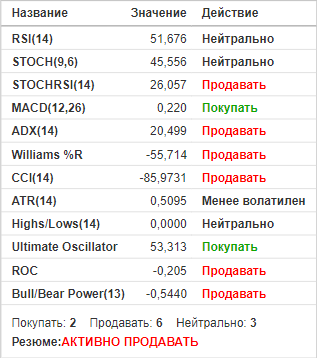 Название Значение Действие
RSI(14) 51,676 Нейтрально
STOCH(9,6) 45,556 Нейтрально
STOCHRSI(14) 26,057 Продавать
MACD(12,26) 0,220 Покупать
ADX(14) 20,499 Продавать
Williams %R -55,714 Продавать
CCI(14) -85,9731 Продавать
ATR(14) 0,5095 Менее волатилен
Highs/Lows(14) 0,0000 Нейтрально
Ultimate Oscillator 53,313 Покупать
ROC -0,205 Продавать
Bull/Bear Power(13) -0,5440 Продавать
Покупать: 2 Продавать: 6 Нейтрально: 3
Резюме:АКТИВНО ПРОДАВАТЬ